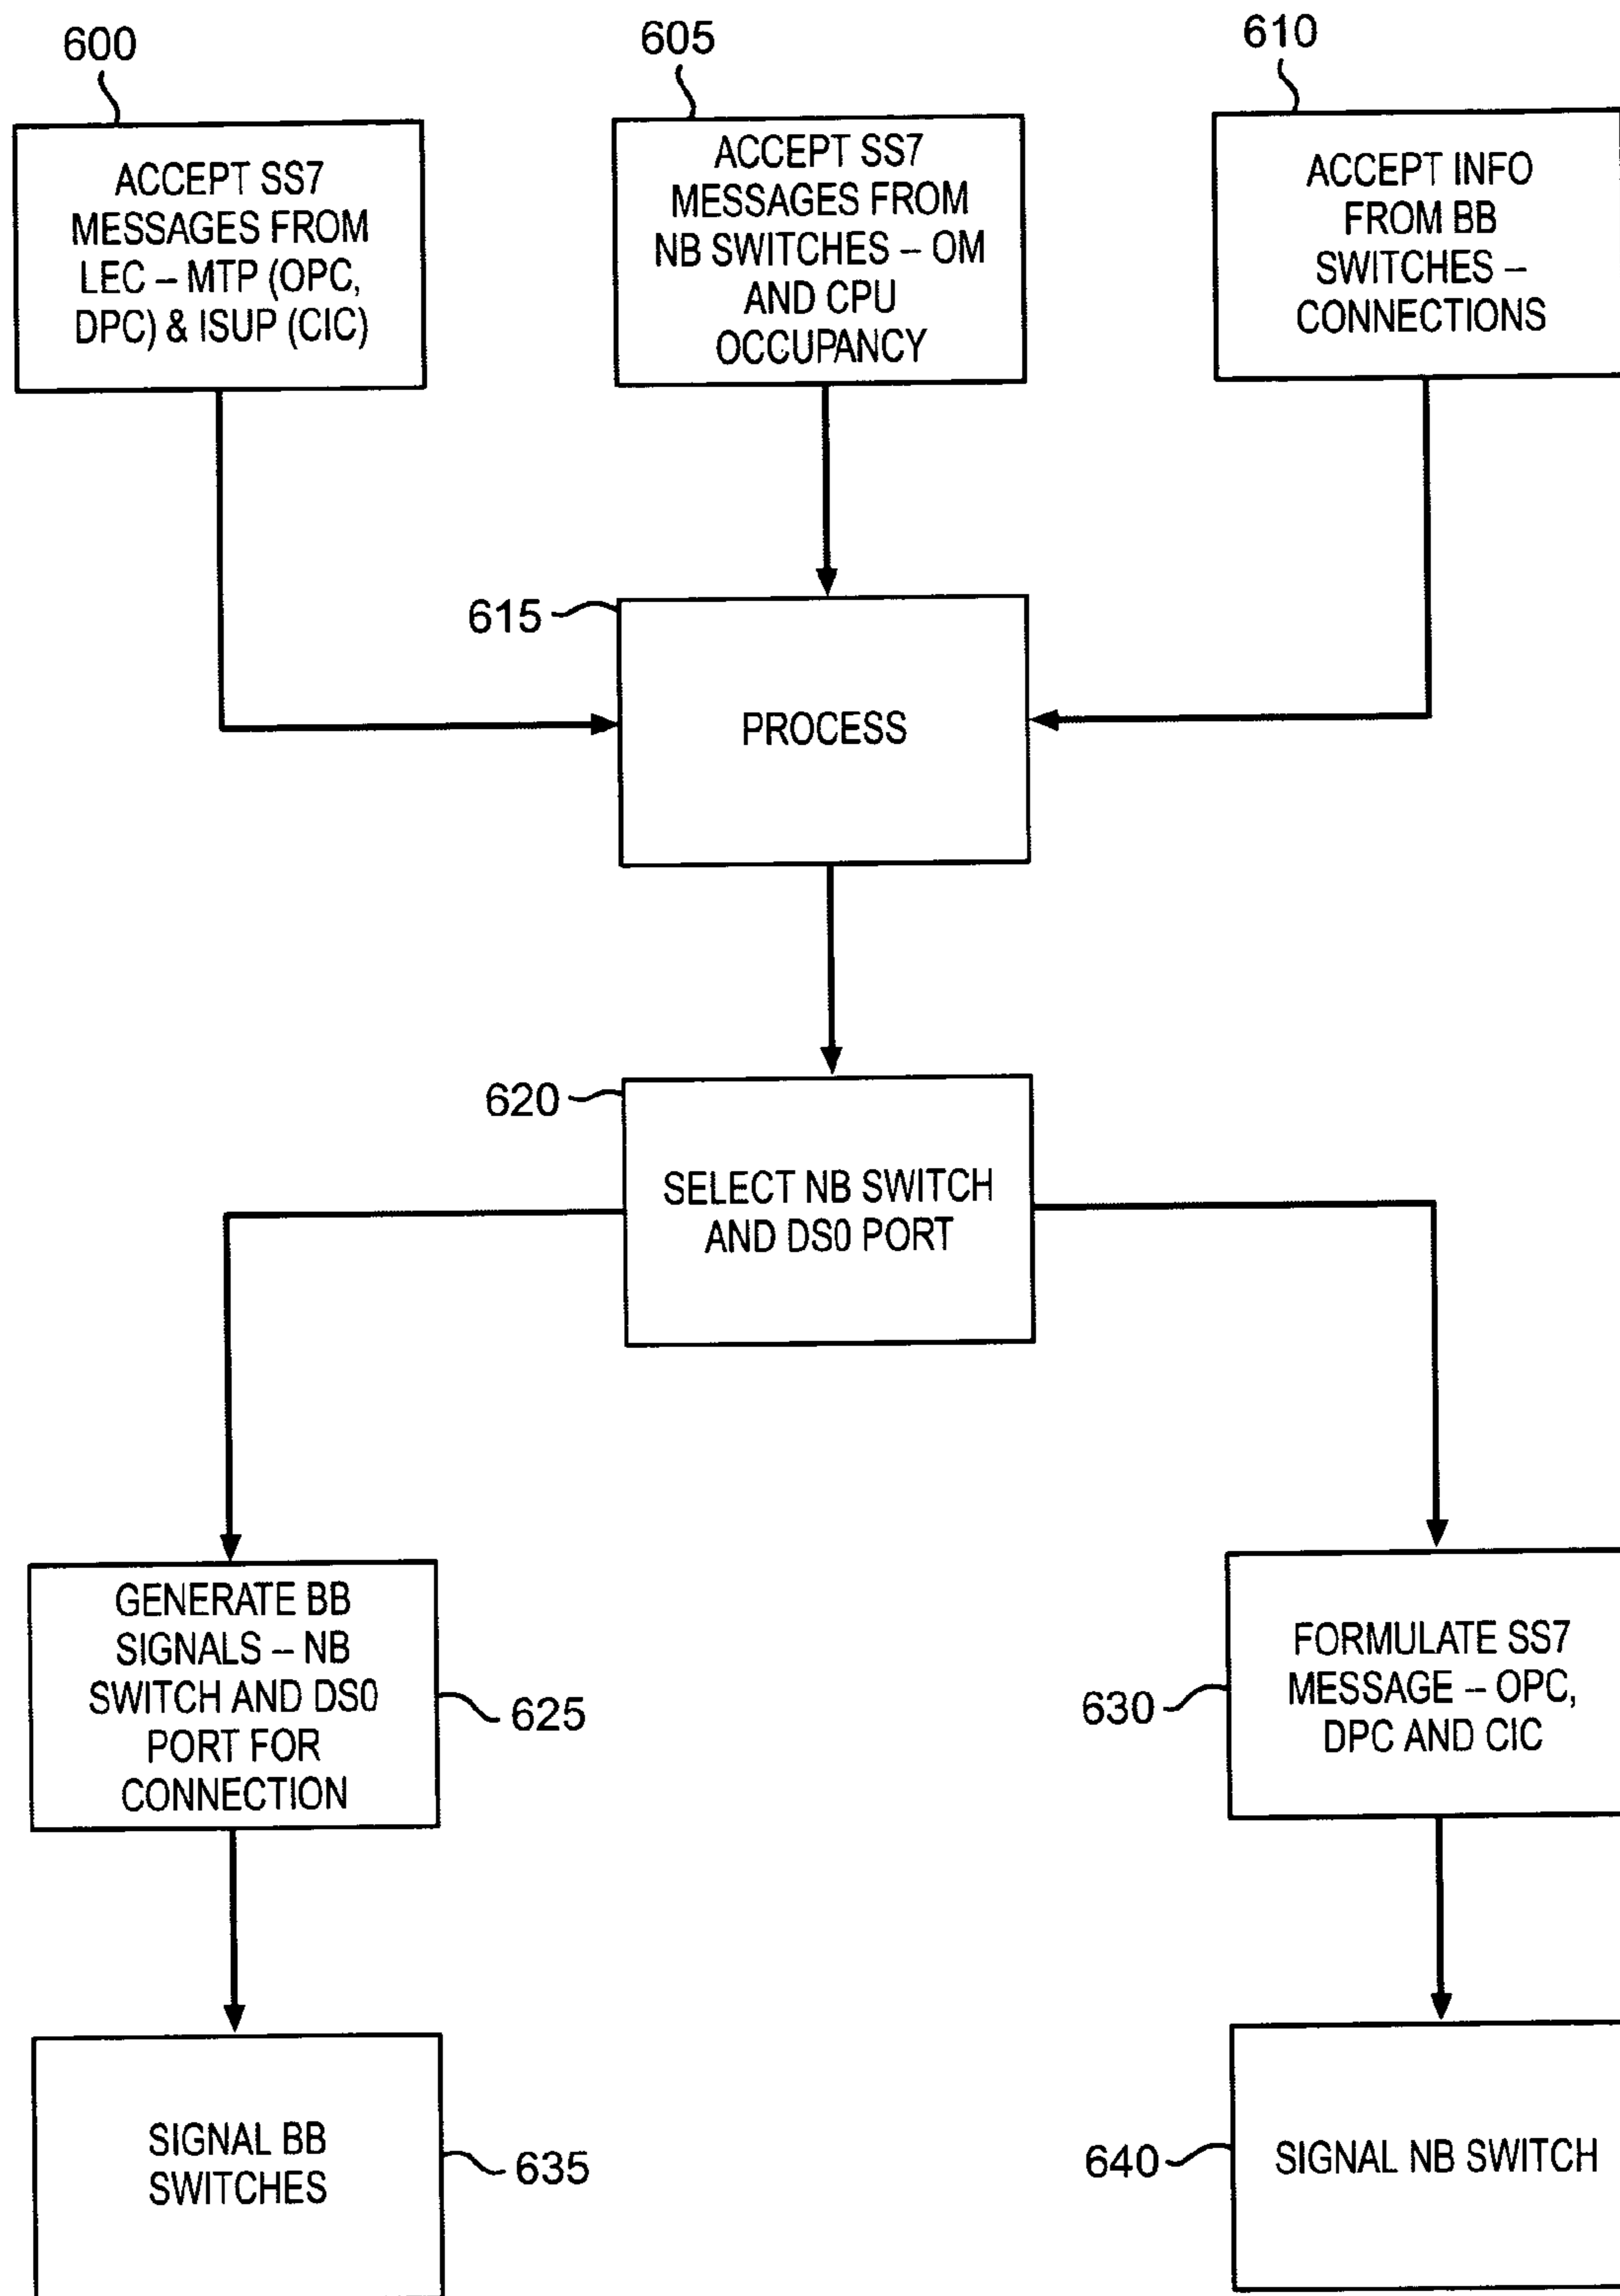 600
ACCEPT SS7
MESSAGES FROM
LEC – MTP (OPC,
DPC) & ISUP (CIC)
605
ACCEPT SS7
MESSAGES FROM
NB SWITCHES – OM
AND CPU
OCCUPANCY
610
ACCEPT INFO
FROM BB
SWITCHES –
CONNECTIONS
615
PROCESS
620
SELECT NB SWITCH
AND DS0 PORT
GENERATE BB
SIGNALS – NB
SWITCH AND DS0
PORT FOR
CONNECTION
625
630
FORMULATE SS7
MESSAGE – OPC,
DPC AND CIC
SIGNAL BB
SWITCHES
635
640
SIGNAL NB SWITCH